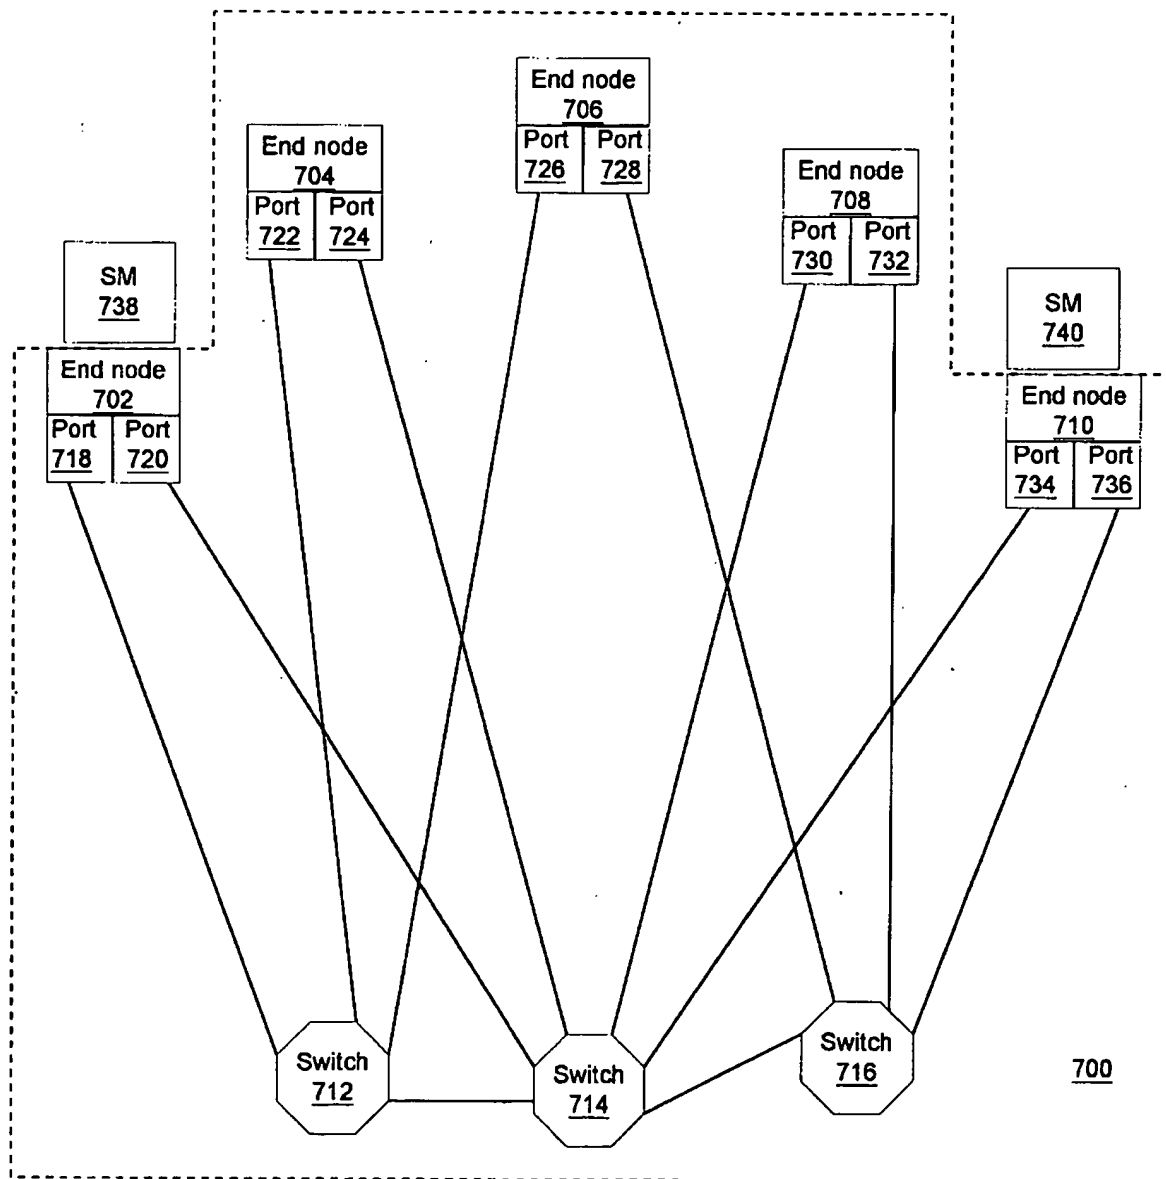 End node
706
Port
726
Port
728
End node
704
Port
722
Port
724
End node
708
Port
730
Port
732
SM
738
SM
740
End node
702
Port
718
Port
720
End node
710
Port
734
Port
736
Switch
712
Switch
714
Switch
716
700